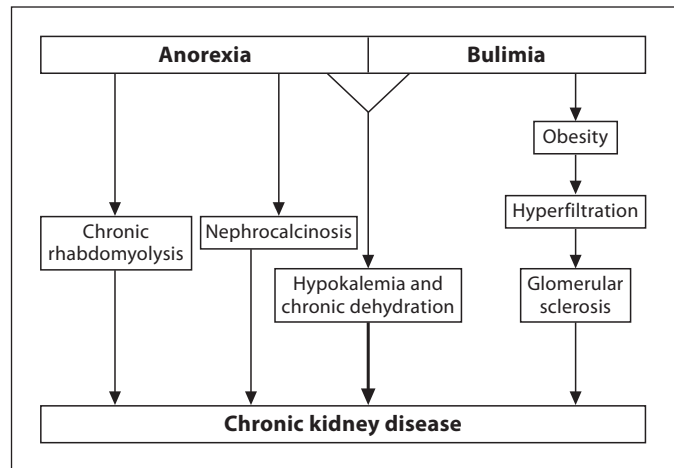 Anorexia
Bulimia
Obesity
Hyperfiltration
Chronic
rhabdomyolysis
Nephrocalcinosis
Hypokalemia and
chronic dehydration
Glomerular
sclerosis
Chronic kidney disease